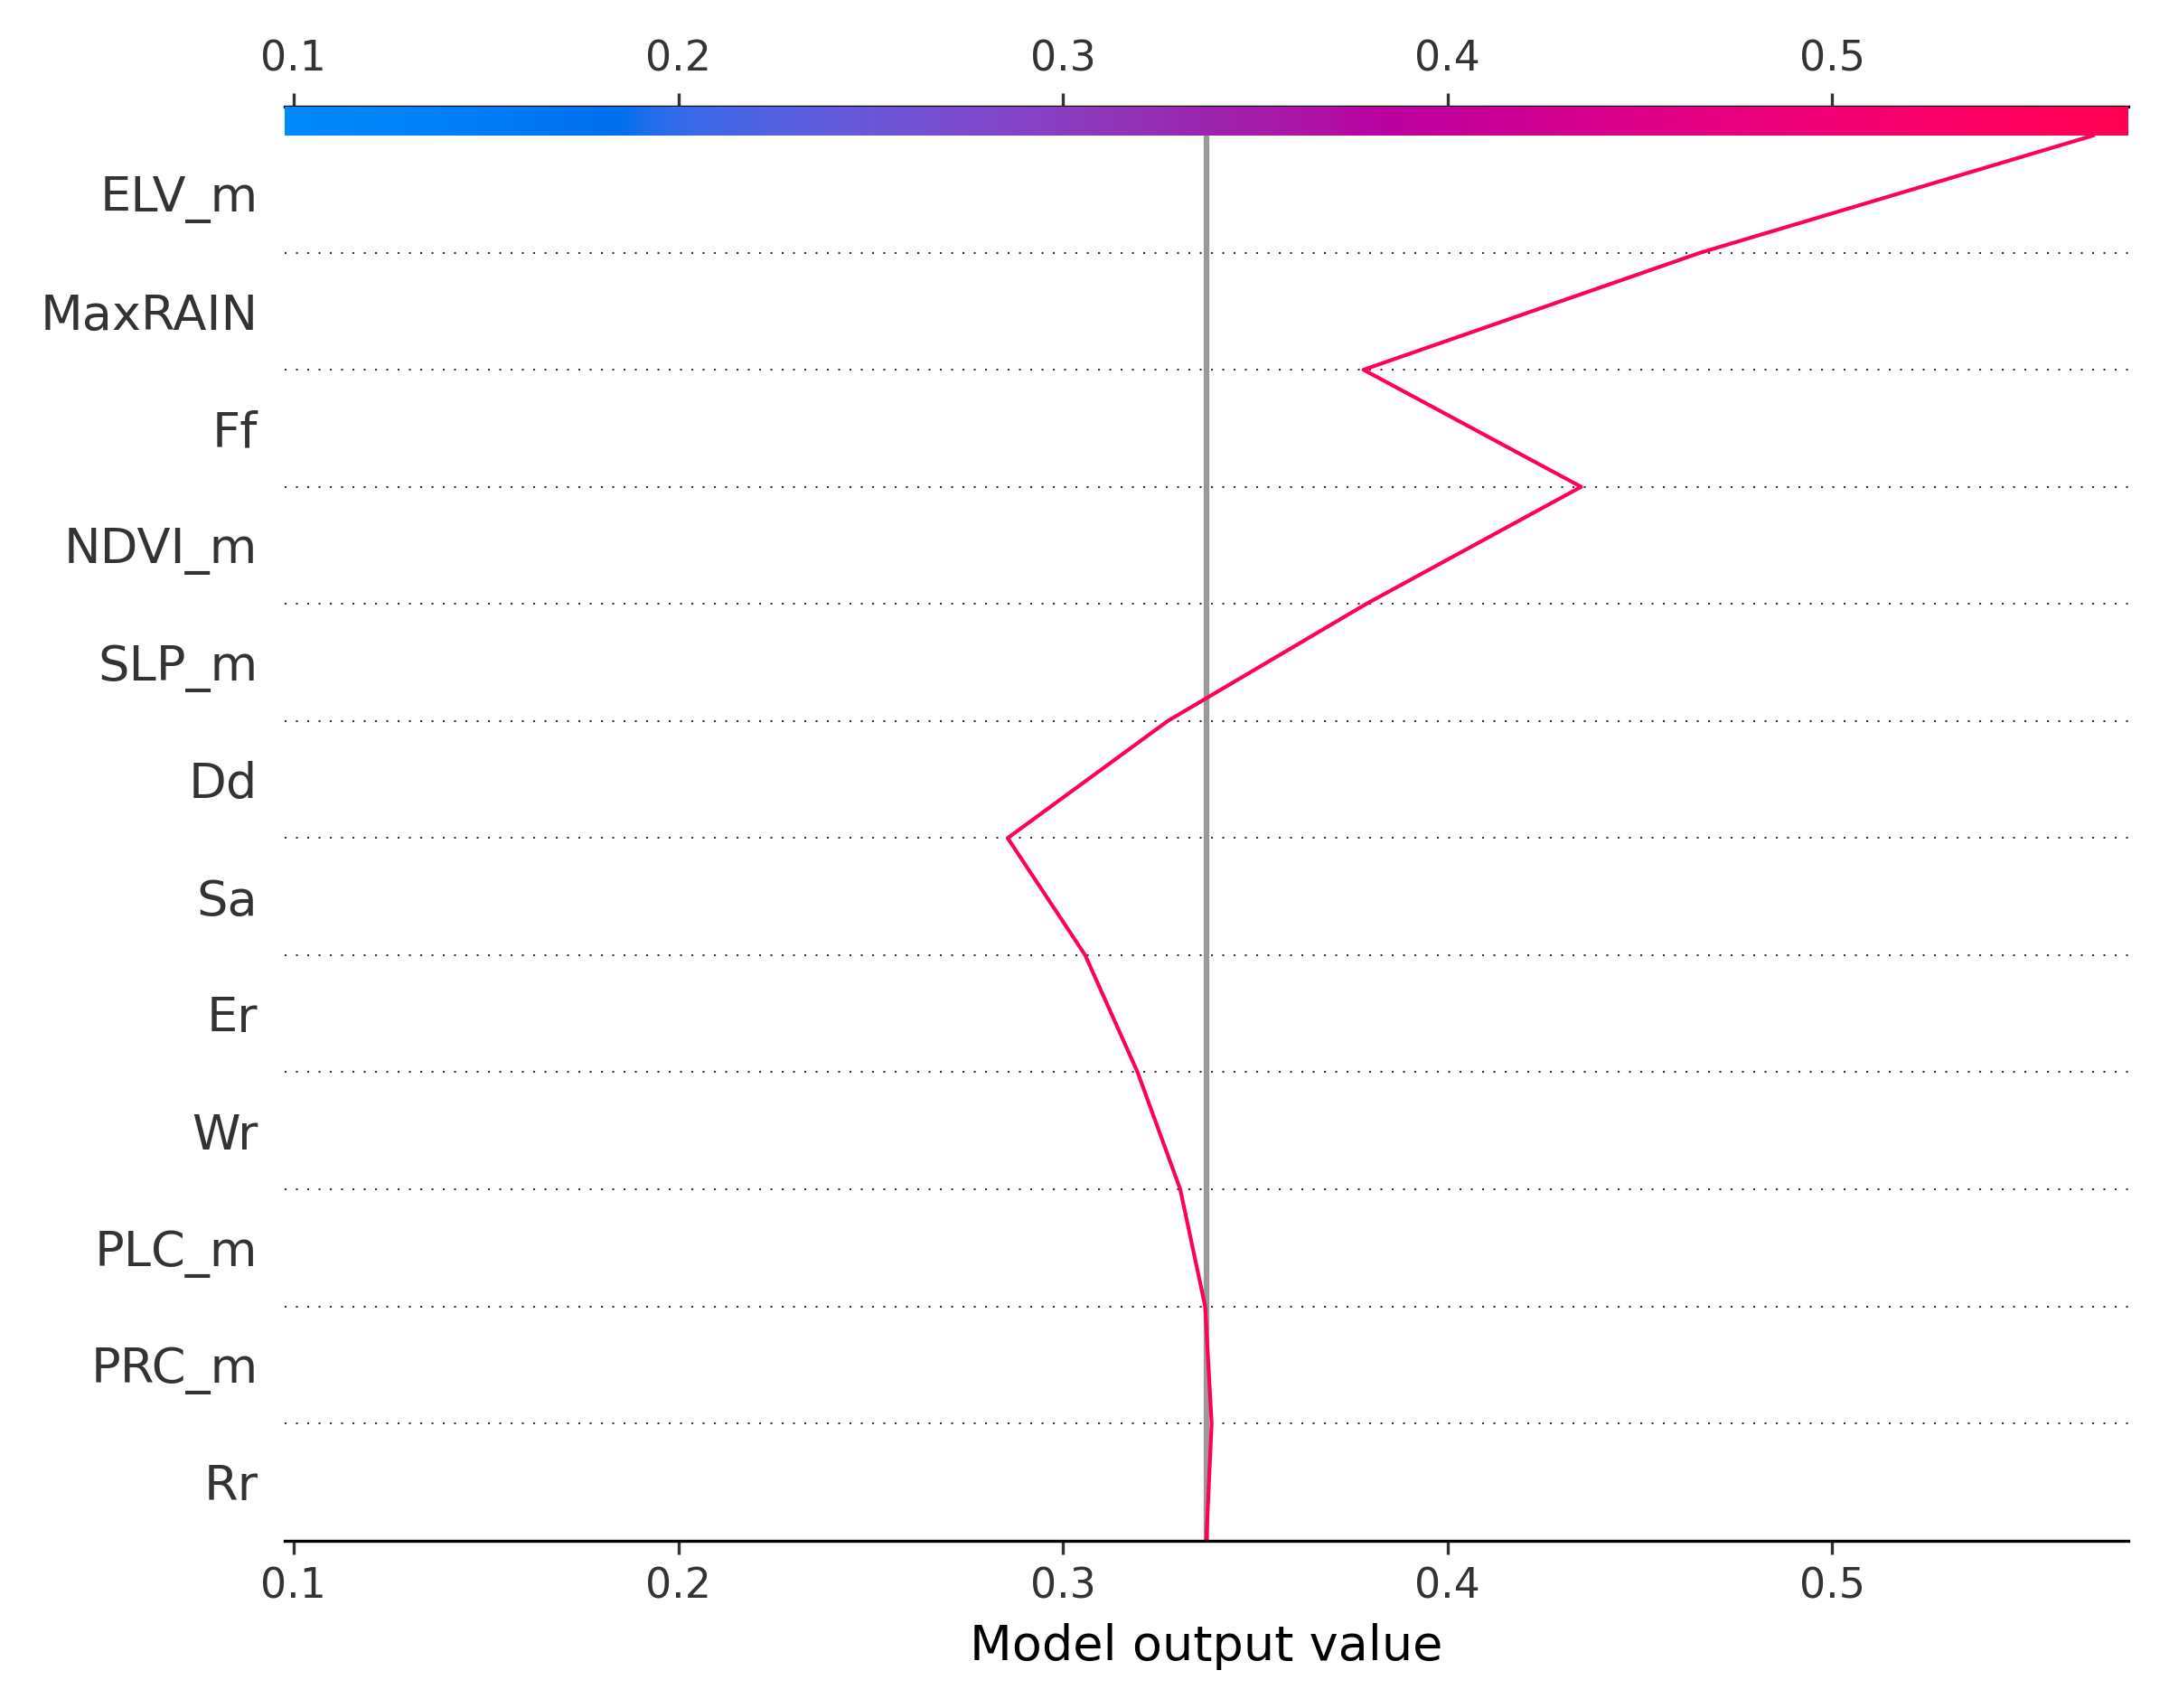 0.1 0.2 0.3 0.4 0.5
ELV_m
MaxRAIN
Ff
NDVI_m
SLP_m
Dd
Sa
Er
Wr
PLC_m
PRC_m
Rr
0.1 0.2 0.3 0.4 0.5
Model output value